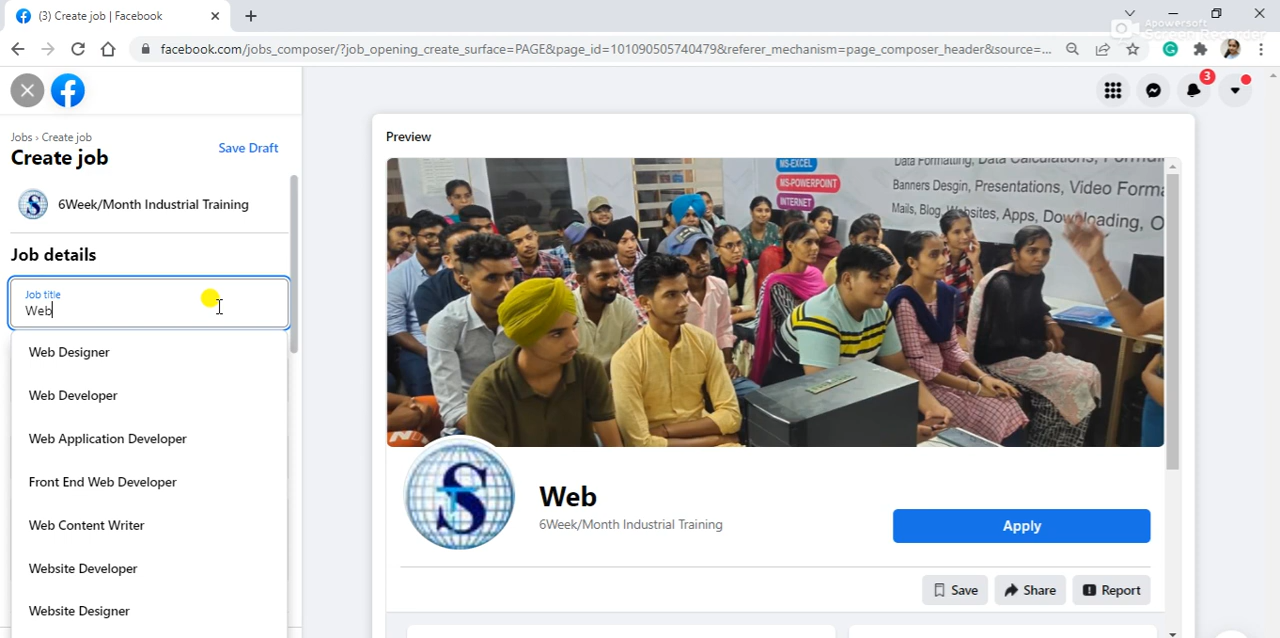 (3) Create job | Facebook
Apowersoft
Screen Recorder
facebook.com/jobs_composer/?job_opening_create_surface=PAGE&page_id=101090505740479&referer_mechanism=page_composer_header&source=...
3
Jobs › Create job
Create job
Save Draft
6Week/Month Industrial Training
Job details
Job title
Web
Web Designer
Web Developer
Web Application Developer
Front End Web Developer
Web Content Writer
Website Developer
Website Designer
Preview
MS-EXCEL
MS-POWERPOINT
INTERNET
Data Formatting, Data Calculations,
Banners Desgin, Presentations, Video Forma
Mails, Blog, Websites, Apps, Downloading, O
S
Web
6Week/Month Industrial Training
Apply
Save
Share
Report